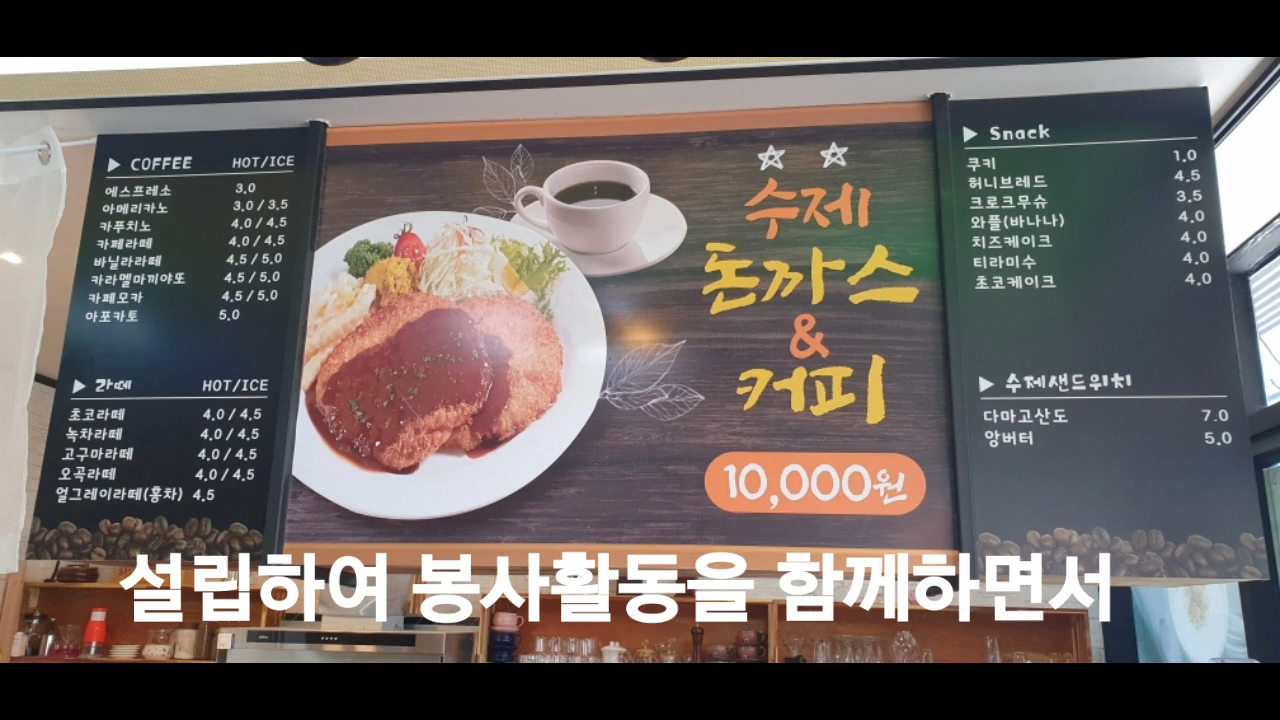 ▶ COFFEE HOT/ICE
에스프레소 3.0
아메리카노 3.0 / 3.5
카푸치노 4.0 / 4.5
카페라떼 4.0 / 4.5
바닐라라떼 4.5 / 5.0
카라멜마끼야또 4.5 / 5.0
카페모카 4.5 / 5.0
아포카토 5.0
▶ 라떼 HOT/ICE
초코라떼 4.0 / 4.5
녹차라떼 4.0 / 4.5
고구마라떼 4.0 / 4.5
오곡라떼 4.0 / 4.5
얼그레이라떼(홍차) 4.5
수제
돈까스
&
커피
10,000원
▶ Snack
쿠키 1.0
허니브레드 4.5
크로크무슈 3.5
와플(바나나) 4.0
치즈케이크 4.0
티라미수 4.0
초코케이크 4.0
▶ 수제샌드위치
다마고산도 7.0
앙버터 5.0
설립하여 봉사활동을 함께하면서